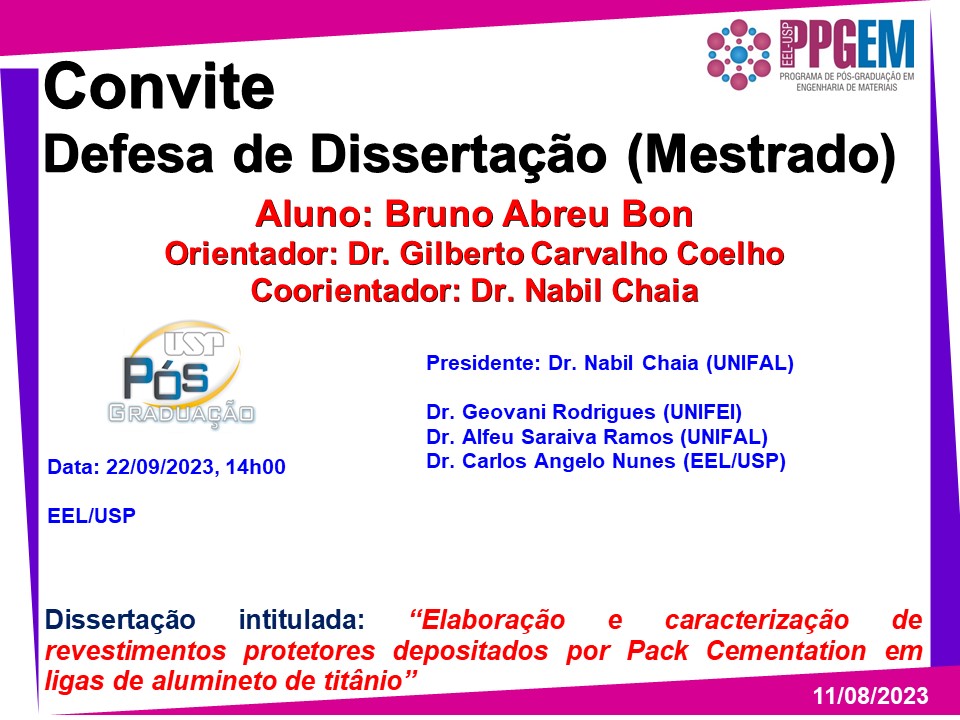 EEL-USP
PPGEM
PROGRAMA DE PÓS-GRADUAÇÃO EM
ENGENHARIA DE MATERIAIS
Convite
Defesa de Dissertação (Mestrado)
Aluno: Bruno Abreu Bon
Orientador: Dr. Gilberto Carvalho Coelho
Coorientador: Dr. Nabil Chaia
USP
Pós
GRADUAÇÃO
Presidente: Dr. Nabil Chaia (UNIFAL)
Dr. Geovani Rodrigues (UNIFEI)
Dr. Alfeu Saraiva Ramos (UNIFAL)
Dr. Carlos Angelo Nunes (EEL/USP)
Data: 22/09/2023, 14h00
EEL/USP
Dissertação intitulada: “Elaboração e caracterização de
revestimentos protetores depositados por Pack Cementation em
ligas de alumineto de titânio”
11/08/2023